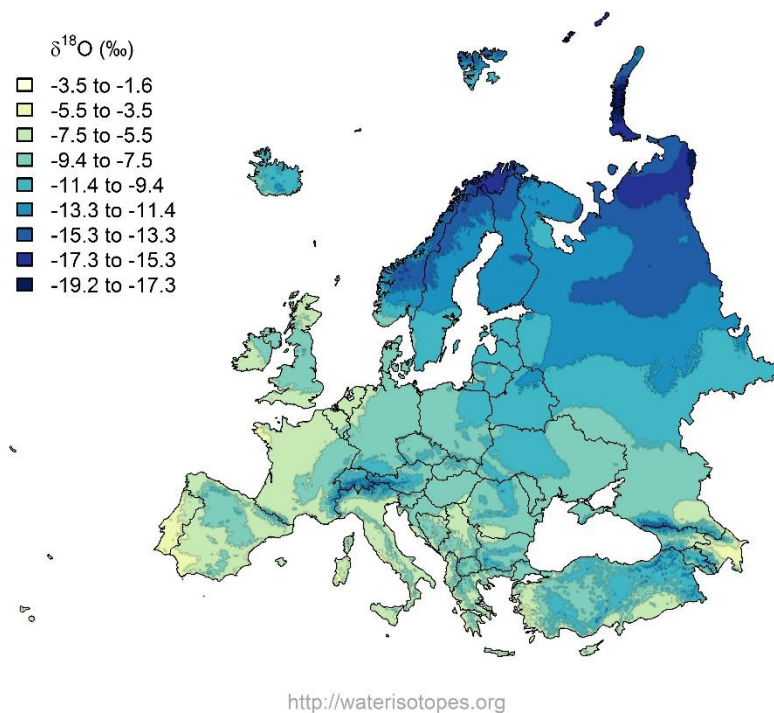 δ¹⁸O (‰)
-3.5 to -1.6
-5.5 to -3.5
-7.5 to -5.5
-9.4 to -7.5
-11.4 to -9.4
-13.3 to -11.4
-15.3 to -13.3
-17.3 to -15.3
-19.2 to -17.3
http://waterisotopes.org